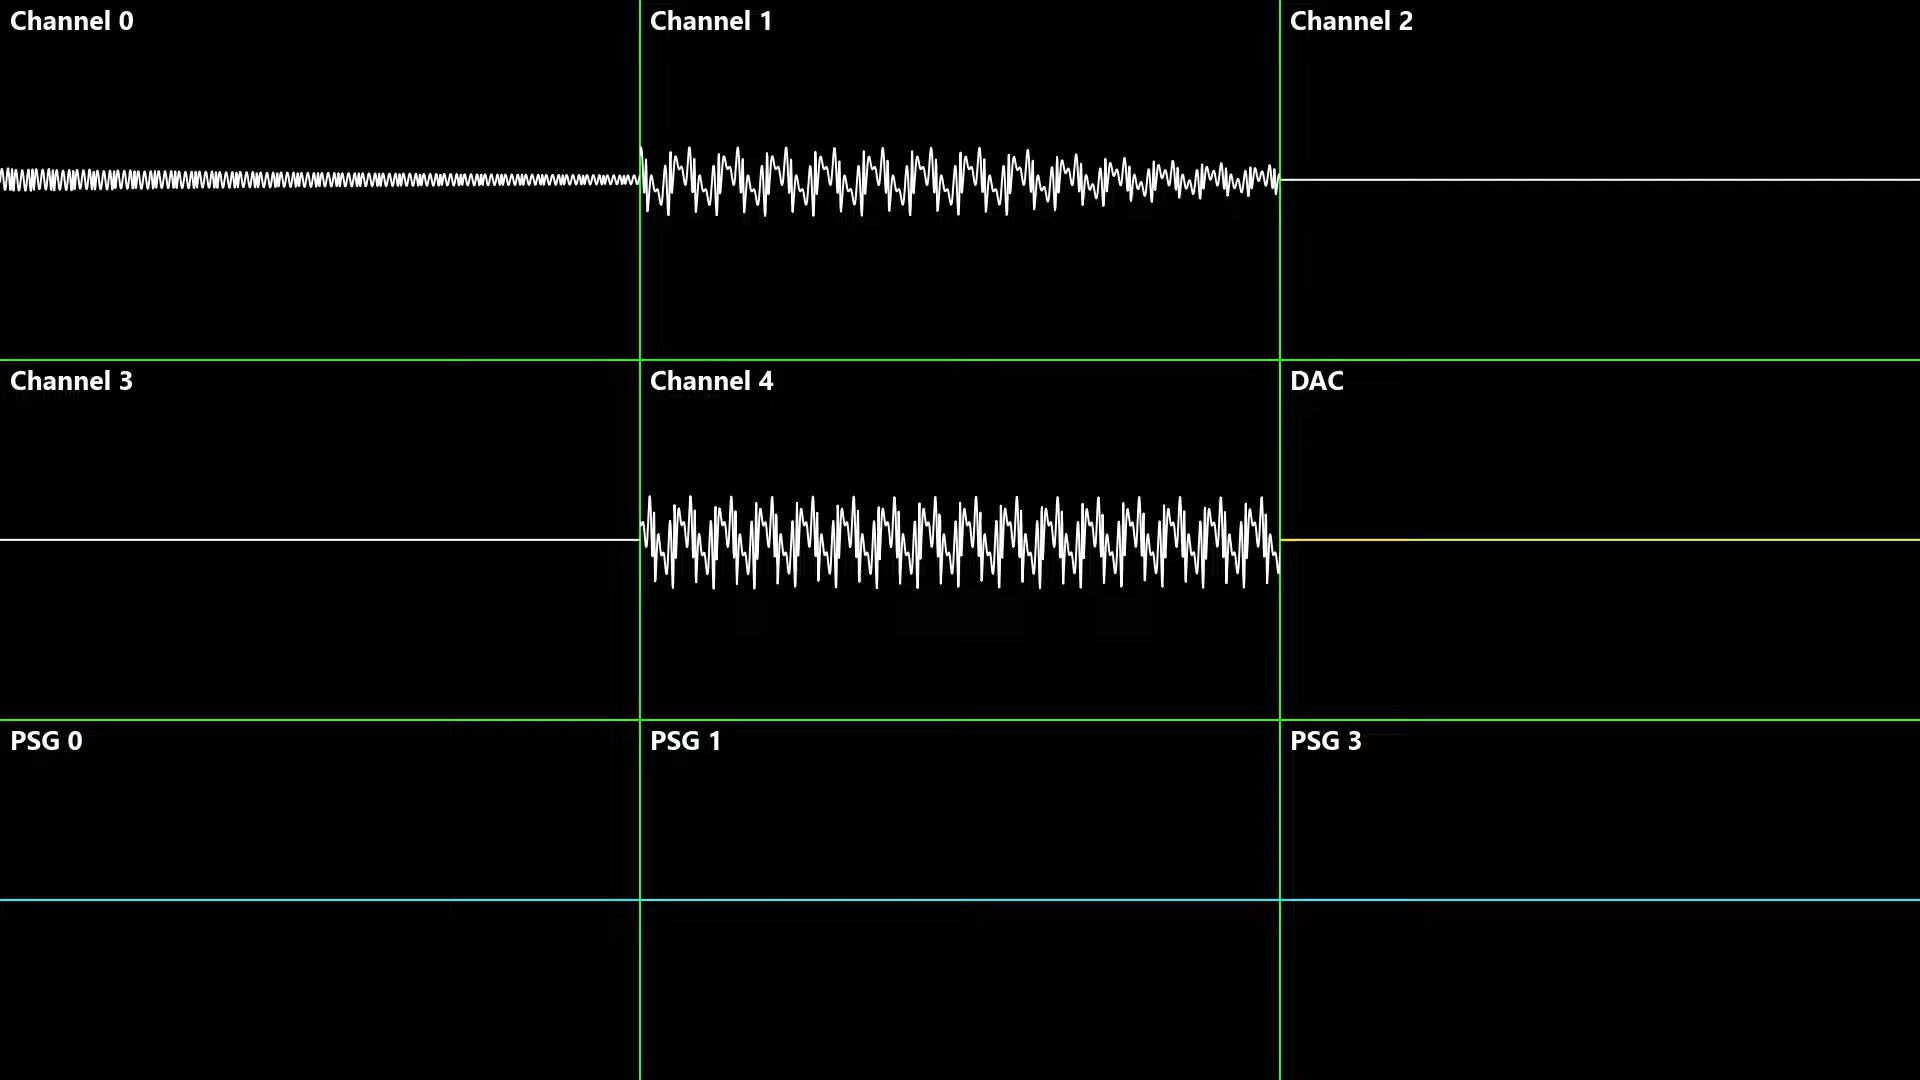 Channel 0
Channel 1
Channel 2
Channel 3
Channel 4
DAC
PSG 0
PSG 1
PSG 3